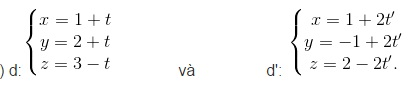 ) d: { x = 1 + t
y = 2 + t
z = 3 − t
và
d': { x = 1 + 2t′
y = −1 + 2t′
z = 2 − 2t′.